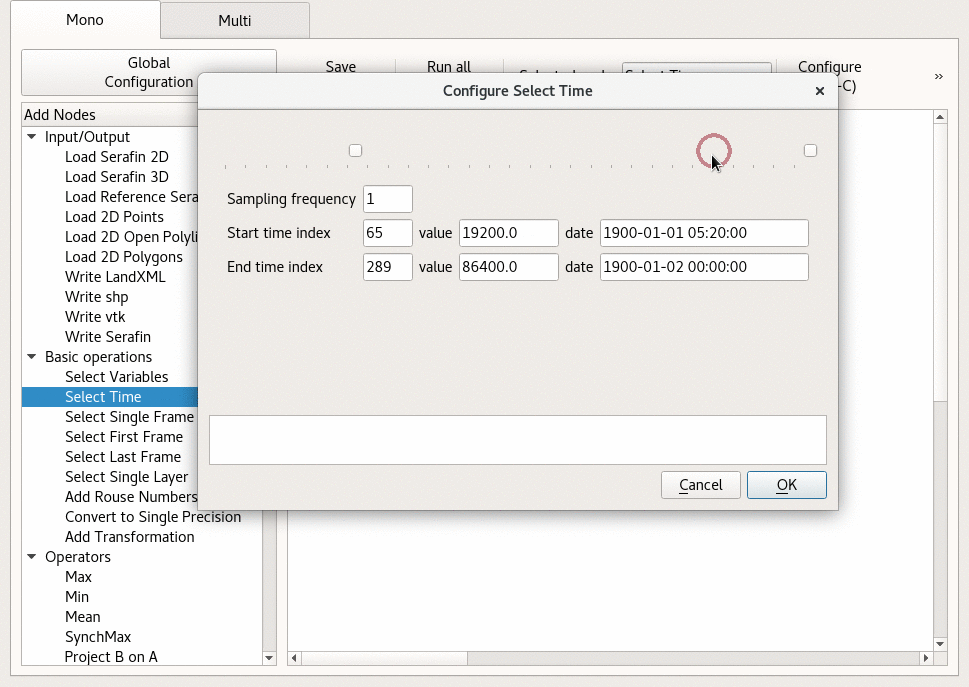 Mono
Multi
Global
Configuration
Save
Run all
Configure
-C)
»
Configure Select Time
Add Nodes
Input/Output
Load Serafin 2D
Load Serafin 3D
Load Reference Sera
Load 2D Points
Load 2D Open Polyli
Load 2D Polygons
Write LandXML
Write shp
Write vtk
Write Serafin
Basic operations
Select Variables
Select Time
Select Single Frame
Select First Frame
Select Last Frame
Select Single Layer
Add Rouse Numbers
Convert to Single Precision
Add Transformation
Operators
Max
Min
Mean
SynchMax
Project B on A
Sampling frequency 1
Start time index 65 value 19200.0 date 1900-01-01 05:20:00
End time index 289 value 86400.0 date 1900-01-02 00:00:00
Cancel
OK